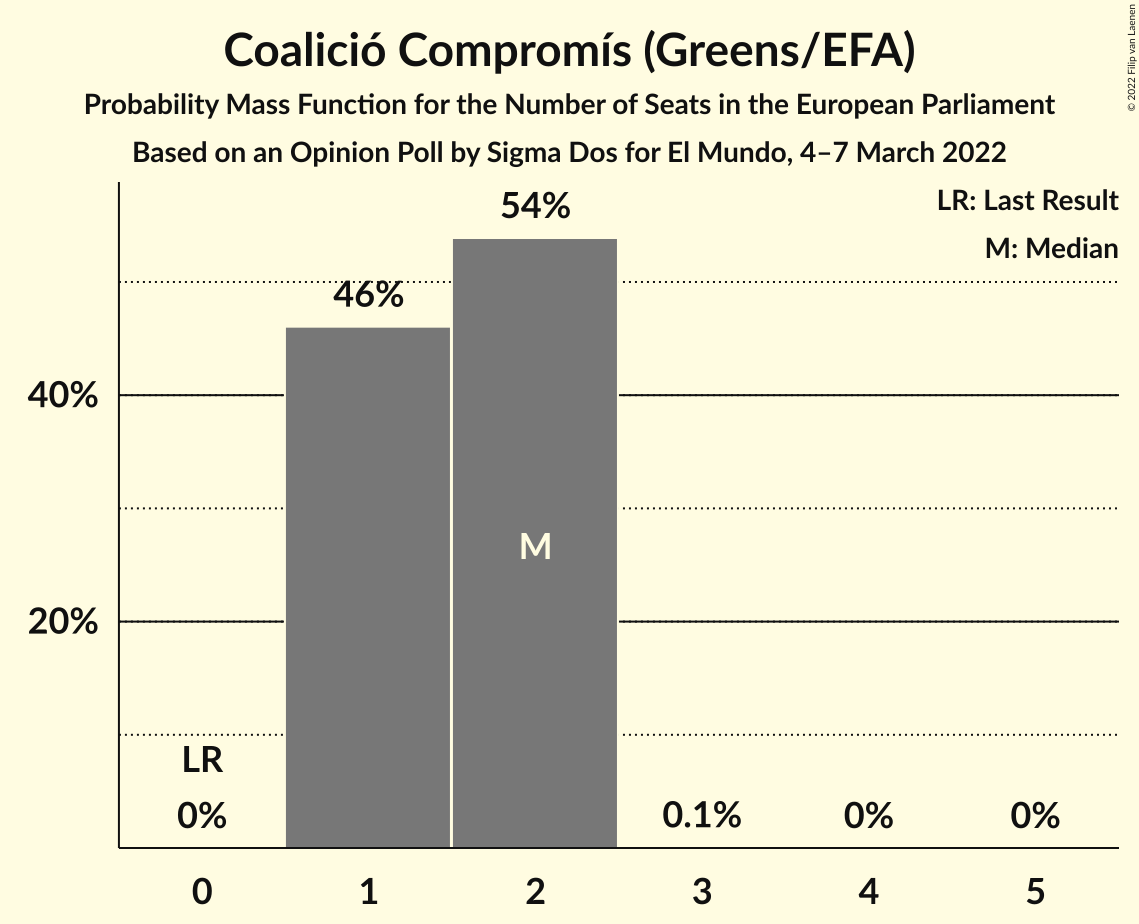 Coalició Compromís (Greens/EFA)
Probability Mass Function for the Number of Seats in the European Parliament
Based on an Opinion Poll by Sigma Dos for El Mundo, 4–7 March 2022
© 2022 Filip van Laenen
LR: Last Result
M: Median
54%
46%
40%
M
20%
LR
0%
0.1%
0%
0%
0
1
2
3
4
5